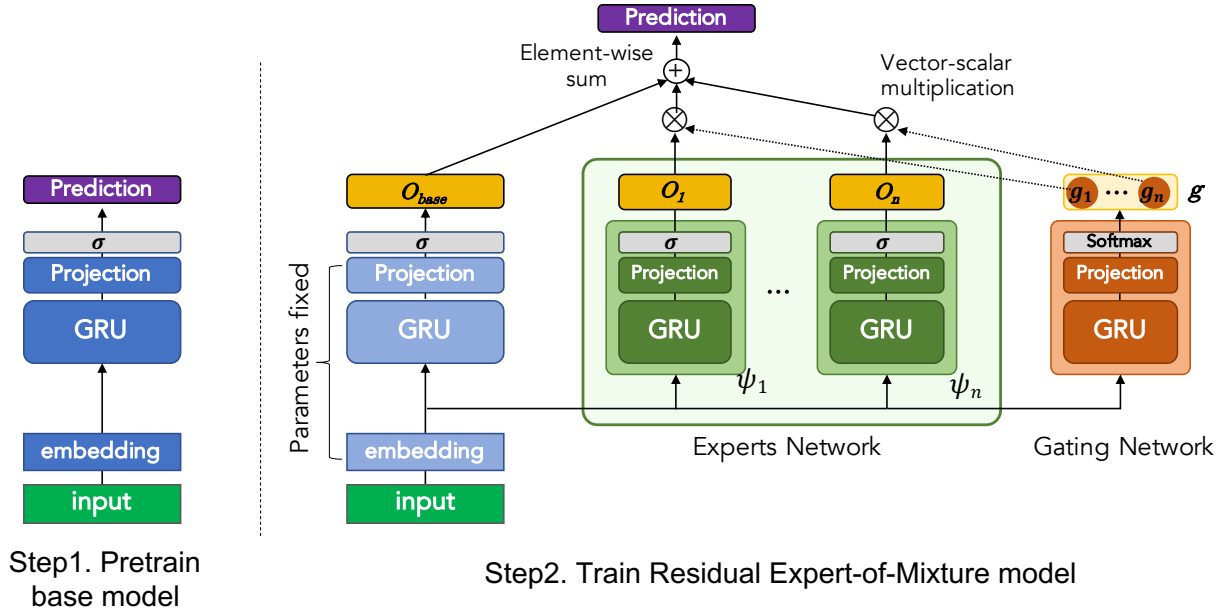 Prediction
σ
Projection
GRU
embedding
input
Step1. Pretrain
base model
Prediction
Element-wise
sum
+
Vector-scalar
multiplication
×
×
O_base
σ
Projection
GRU
embedding
input
Parameters fixed
O_1
σ
Projection
GRU
ψ_1
...
O_n
σ
Projection
GRU
ψ_n
Experts Network
g_1 ... g_n g
Softmax
Projection
GRU
Gating Network
Step2. Train Residual Expert-of-Mixture model